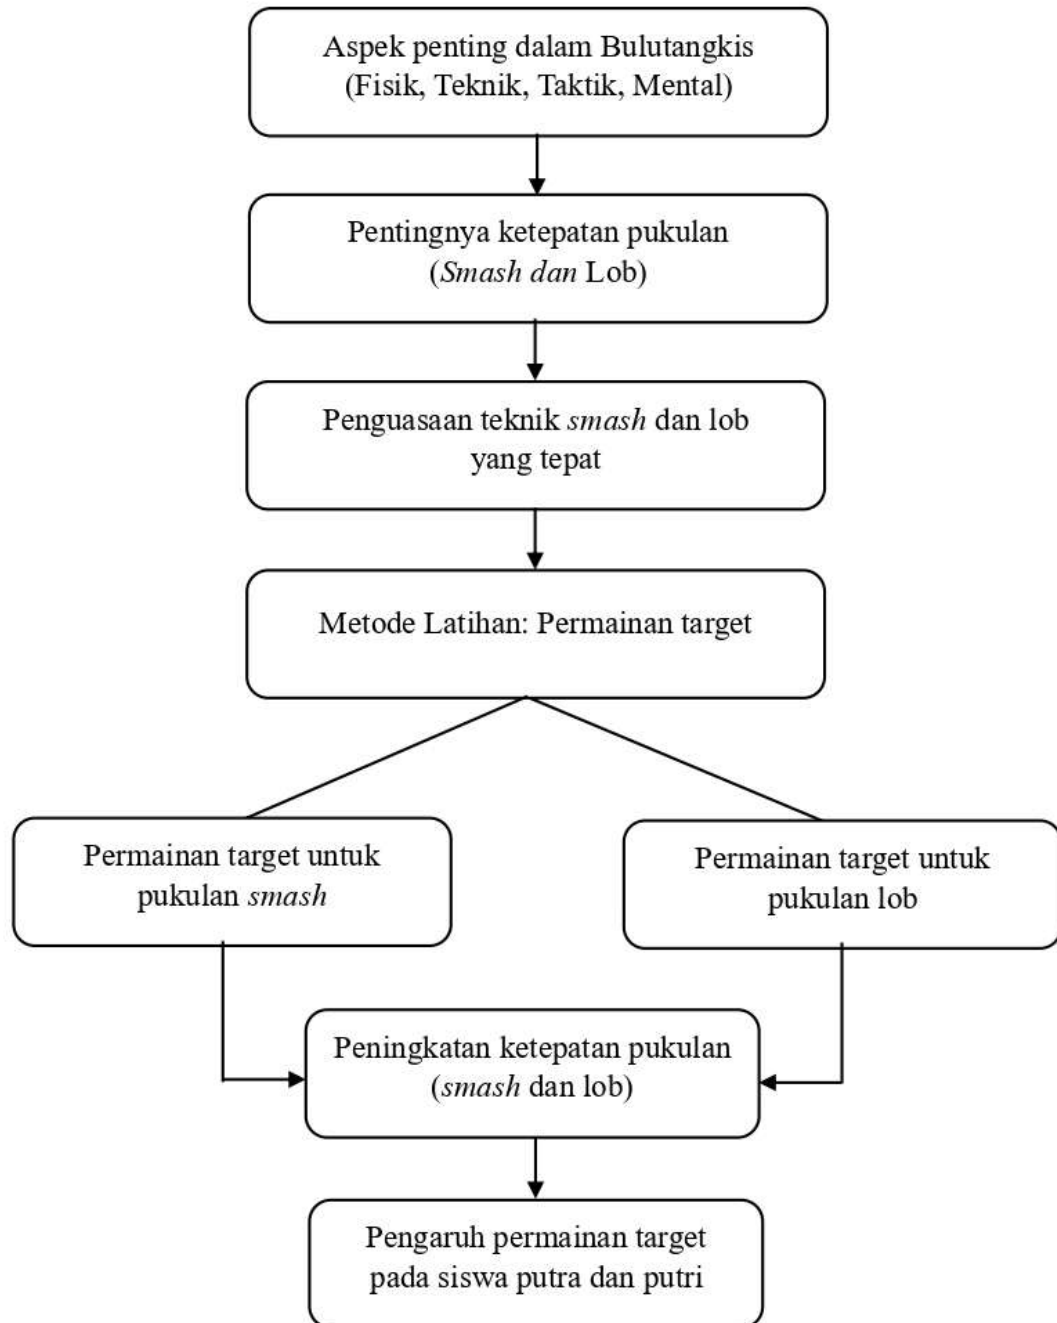 Aspek penting dalam Bulutangkis
(Fisik, Teknik, Taktik, Mental)
Pentingnya ketepatan pukulan
(Smash dan Lob)
Penguasaan teknik smash dan lob
yang tepat
Metode Latihan: Permainan target
Permainan target untuk
pukulan smash
Permainan target untuk
pukulan lob
Peningkatan ketepatan pukulan
(smash dan lob)
Pengaruh permainan target
pada siswa putra dan putri